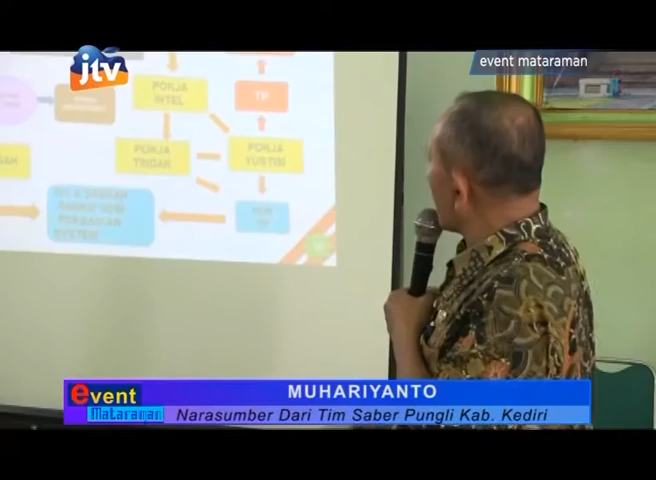 jtv
event mataraman
POKJA
INTEL
TP
POKJA
TINDAK
POKJA
YUSTISI
MUHARIYANTO
event
Mataraman
Narasumber Dari Tim Saber Pungli Kab. Kediri